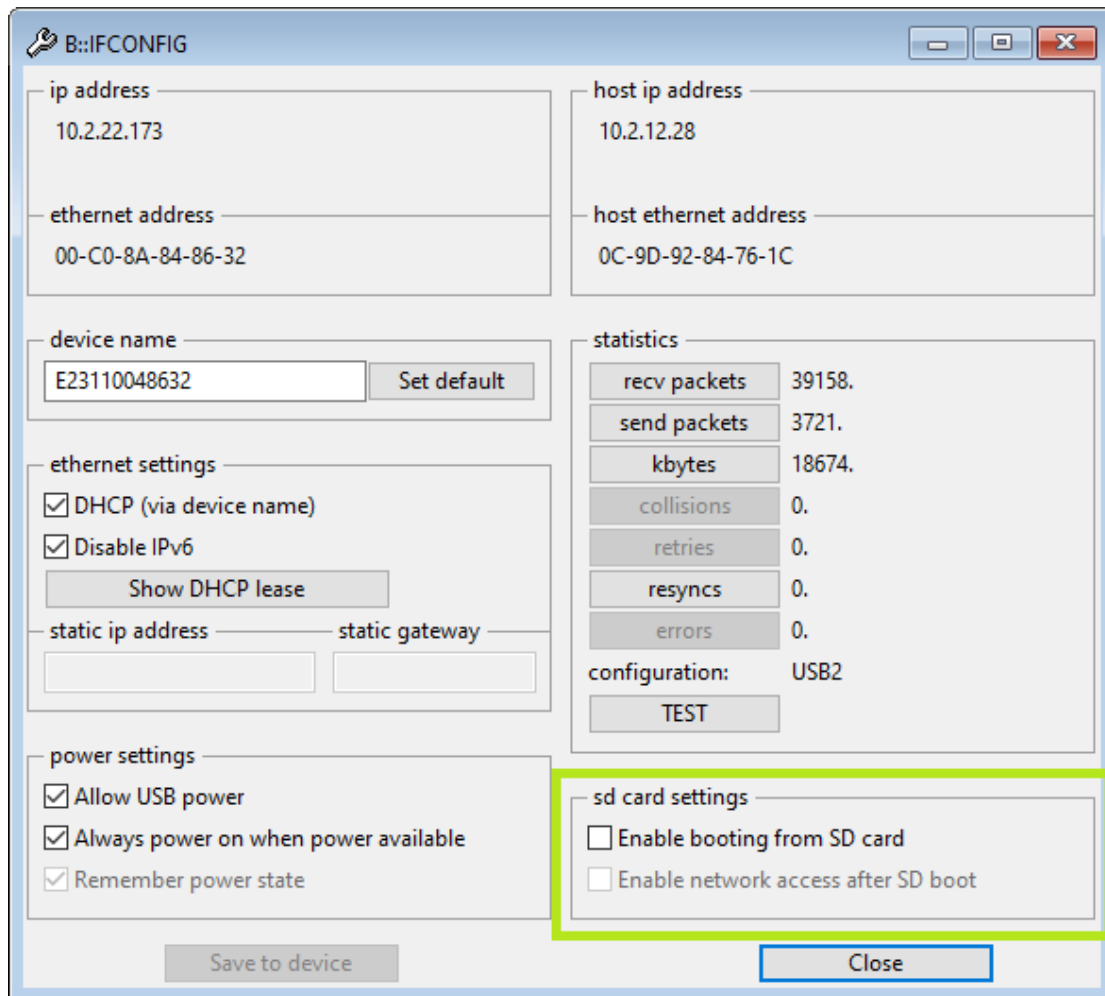 B::IFCONFIG
ip address
10.2.22.173
ethernet address
00-C0-8A-84-86-32
host ip address
10.2.12.28
host ethernet address
0C-9D-92-84-76-1C
device name
E23110048632 Set default
ethernet settings
DHCP (via device name)
Disable IPv6
Show DHCP lease
static ip address static gateway
power settings
Allow USB power
Always power on when power available
Remember power state
statistics
recv packets 39158.
send packets 3721.
kbytes 18674.
collisions 0.
retries 0.
resyncs 0.
errors 0.
configuration: USB2
TEST
sd card settings
Enable booting from SD card
Enable network access after SD boot
Save to device Close